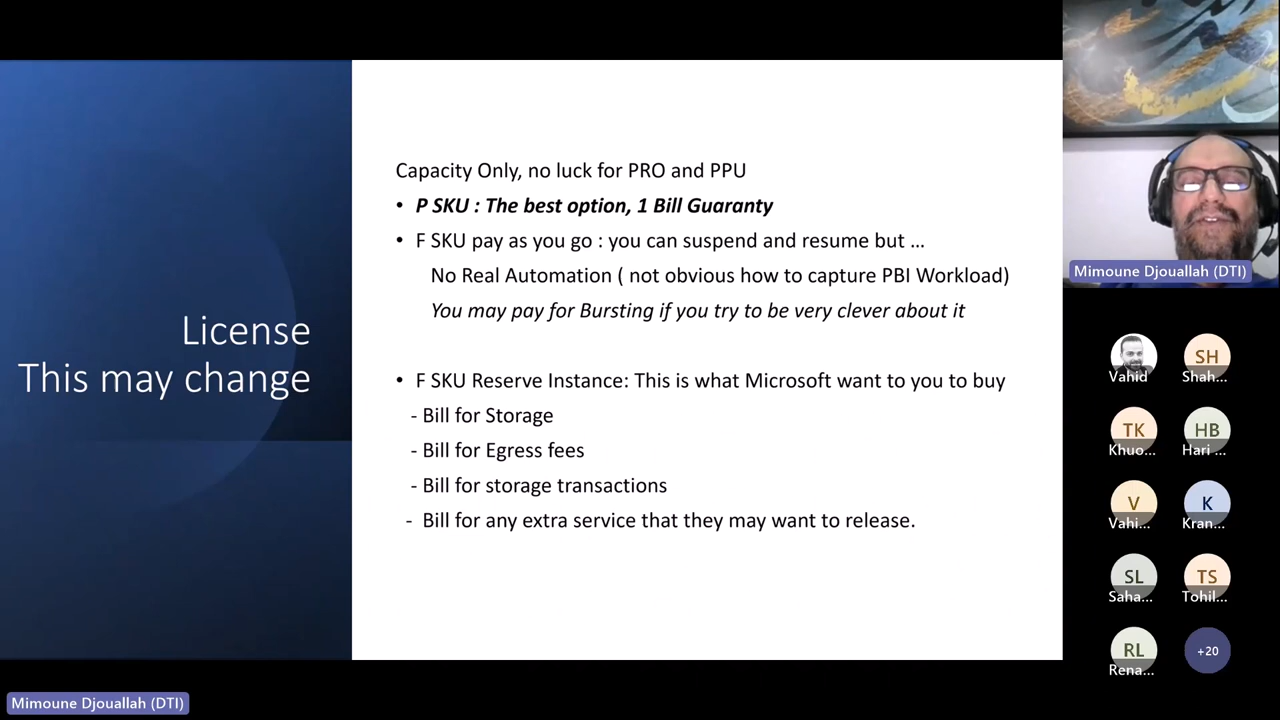 License
This may change
Capacity Only, no luck for PRO and PPU
• P SKU : The best option, 1 Bill Guaranty
• F SKU pay as you go : you can suspend and resume but ...
No Real Automation ( not obvious how to capture PBI Workload)
You may pay for Bursting if you try to be very clever about it
• F SKU Reserve Instance: This is what Microsoft want to you to buy
- Bill for Storage
- Bill for Egress fees
- Bill for storage transactions
- Bill for any extra service that they may want to release.
Mimoune Djouallah (DTI)
Vahid
SH
Shah...
TK
Khuo...
HB
Hari ...
V
Vahi...
K
Kran...
SL
Saha...
TS
Tohil...
RL
Rena...
+20
Mimoune Djouallah (DTI)